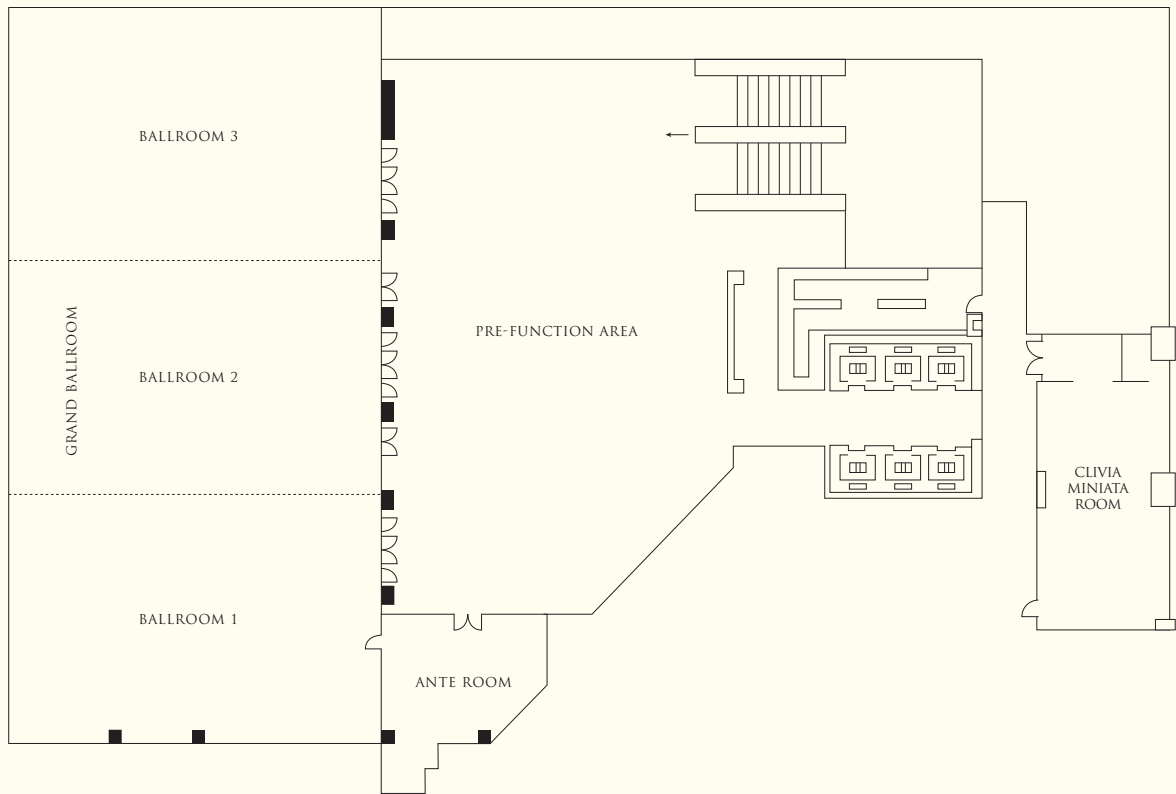 BALLROOM 3
GRAND BALLROOM
BALLROOM 2
PRE-FUNCTION AREA
CLIVIA
MINIATA
ROOM
BALLROOM 1
ANTE ROOM